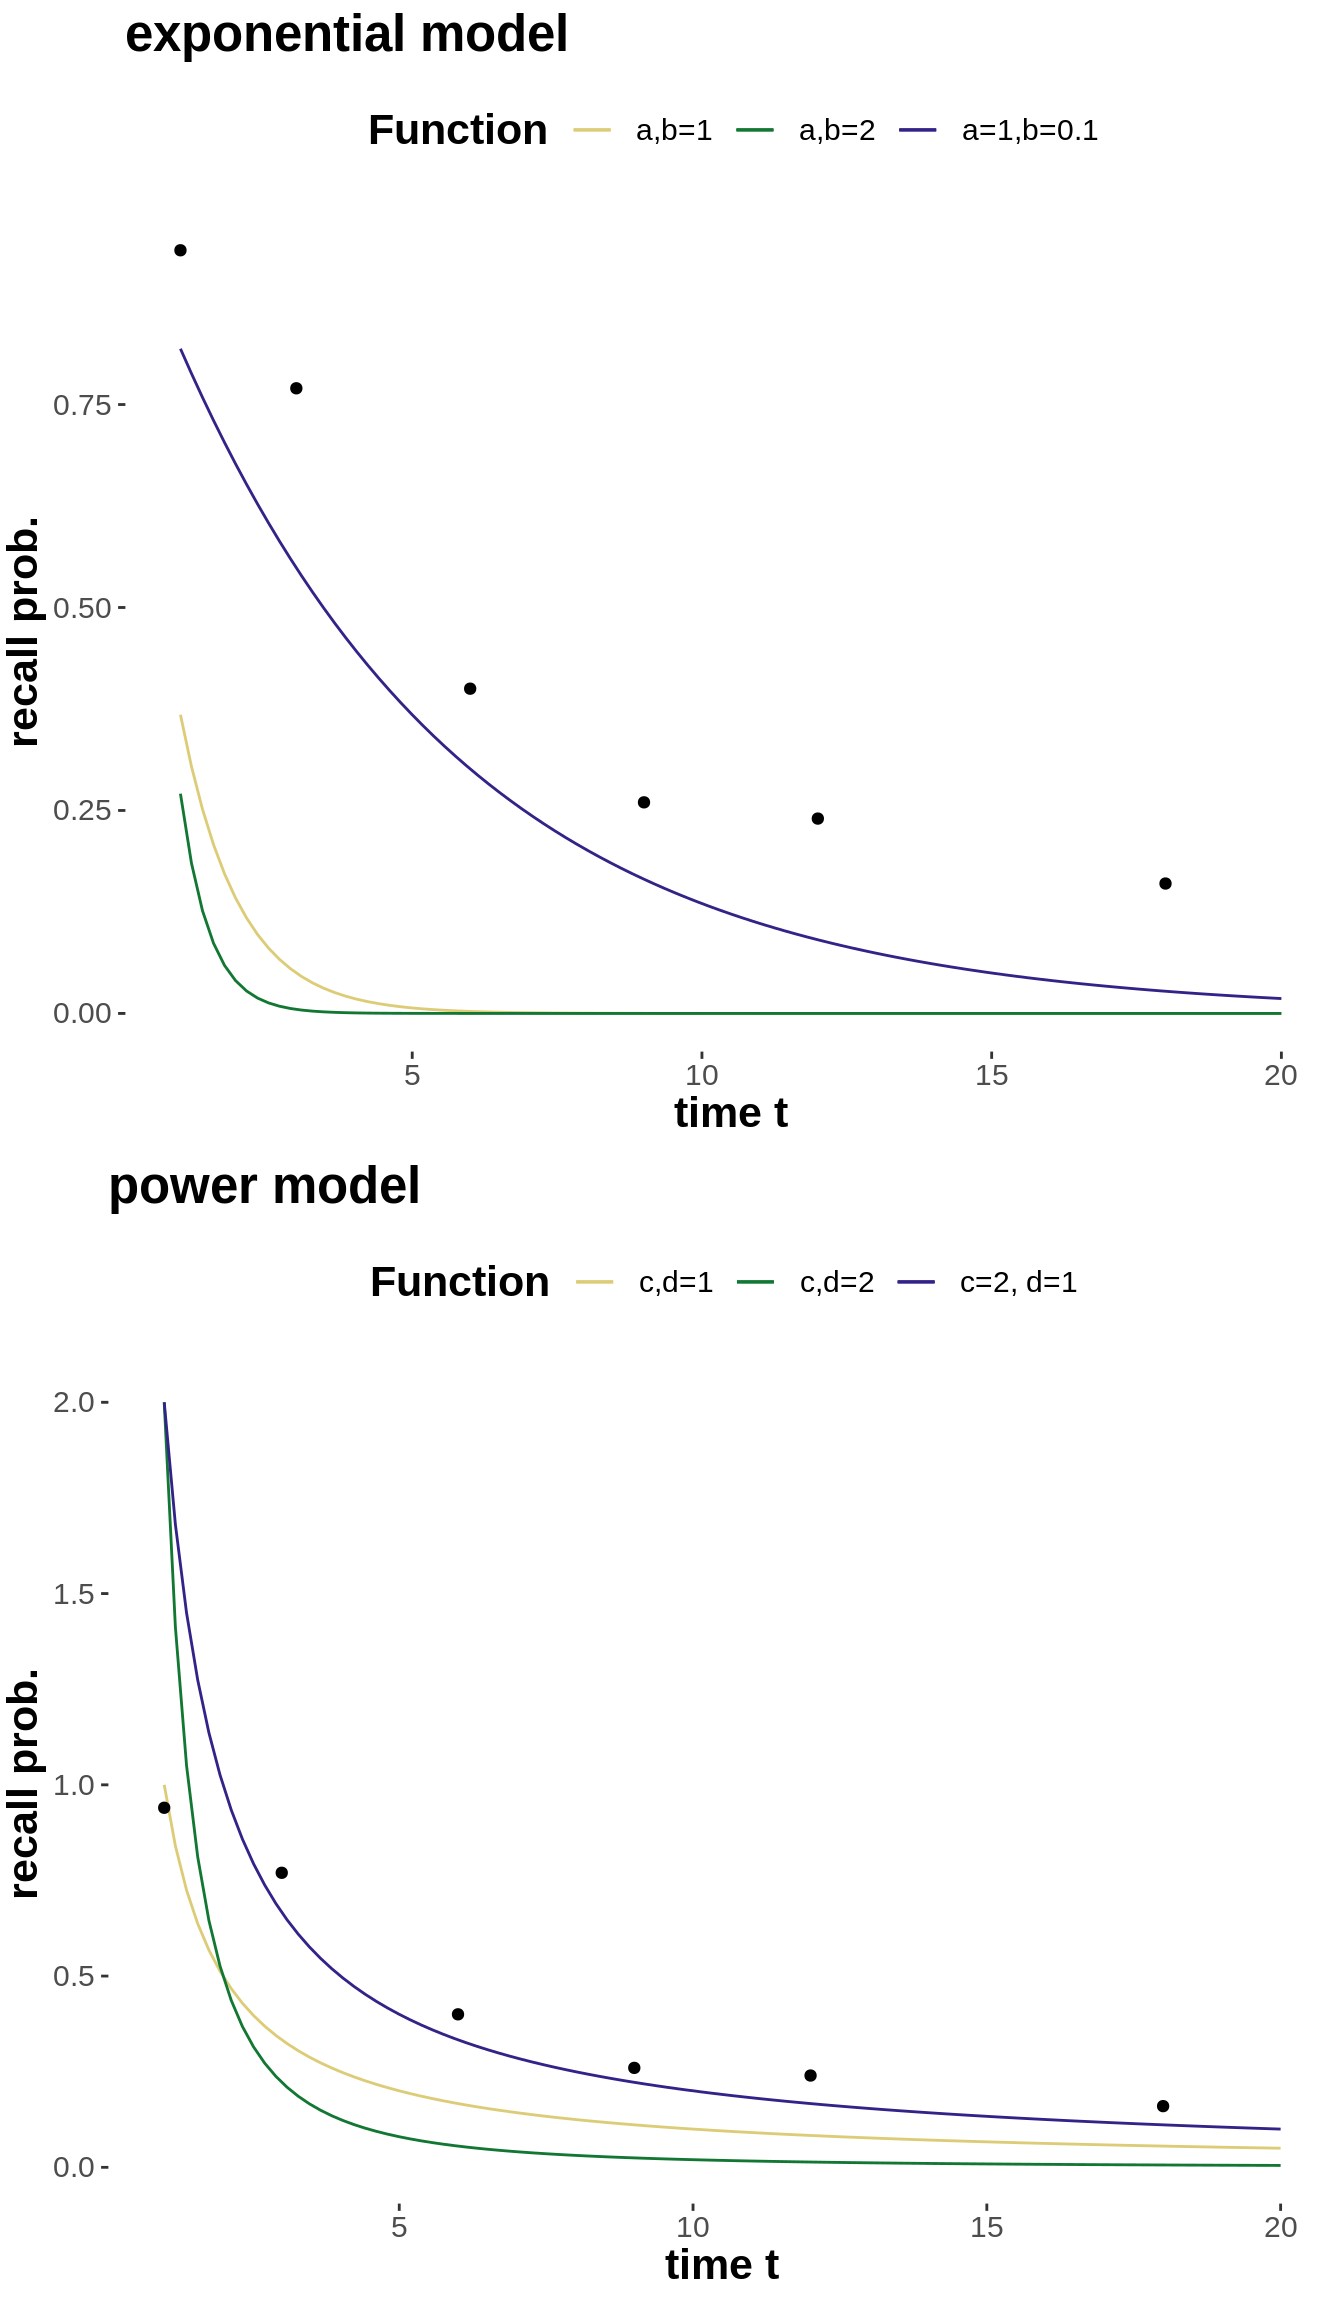 exponential model
Function a,b=1 a,b=2 a=1,b=0.1
0.75
0.50
0.25
0.00
recall prob.
5 10 15 20
time t
power model
Function c,d=1 c,d=2 c=2, d=1
2.0
1.5
1.0
0.5
0.0
recall prob.
5 10 15 20
time t